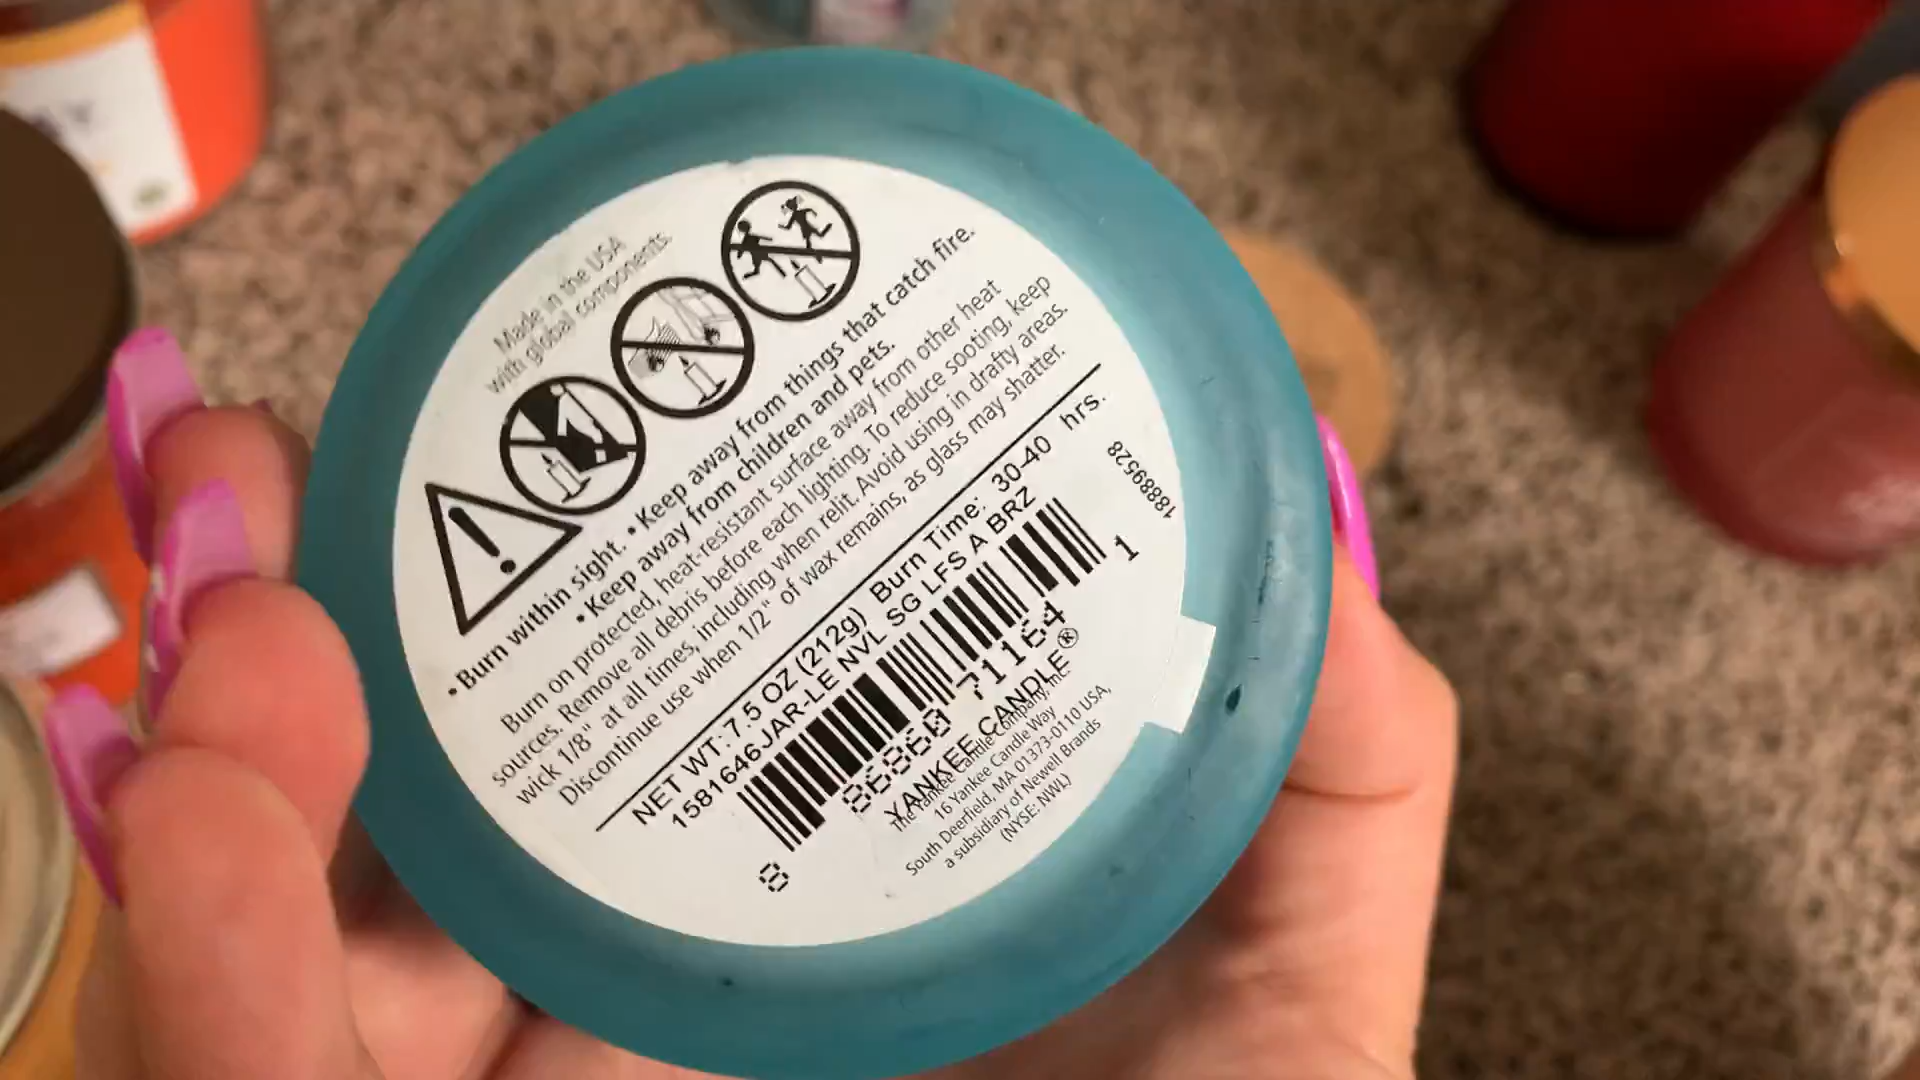 Made in the USA
with global components.
• Burn within sight. • Keep away from things that catch fire.
• Keep away from children and pets.
Burn on protected, heat-resistant surface away from other heat
sources. Remove all debris before each lighting. To reduce sooting, keep
wick 1/8" at all times, including when relit. Avoid using in drafty areas.
Discontinue use when 1/2" of wax remains, as glass may shatter.
NET WT: 7.5 OZ (212g) Burn Time: 30-40 hrs.
1581646JAR-LE NVL SG LFS A BRZ
18889528
8 86860 71164 1
YANKEE CANDLE®
The Yankee Candle Company, Inc.
16 Yankee Candle Way
South Deerfield, MA 01373-0110 USA,
a subsidiary of Newell Brands
(NYSE: NWL)